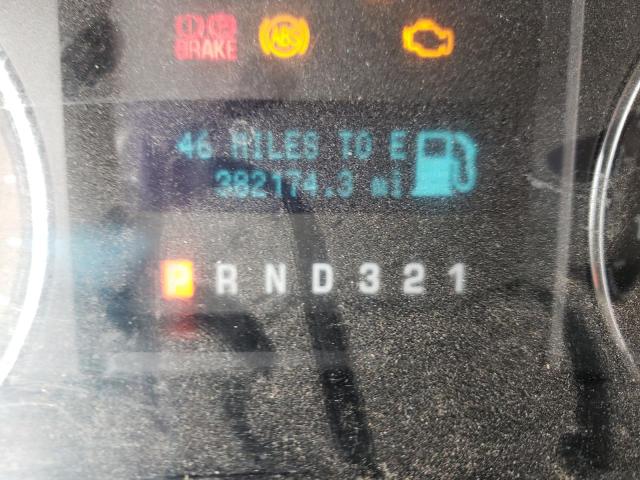 BRAKE ABS
46 MILES TO E
382174.3 mi
P R N D 3 2 1